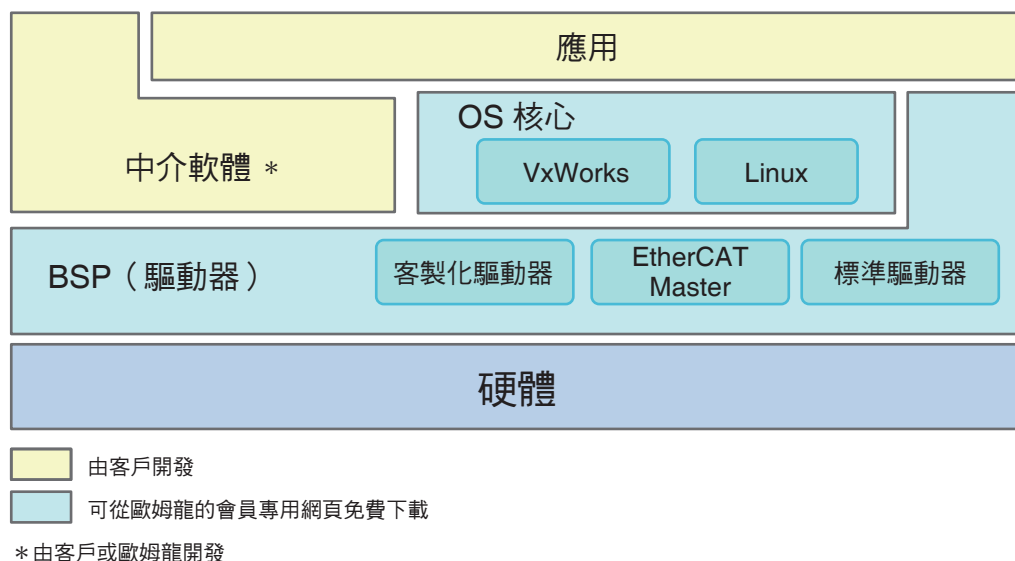 應用
OS 核心
中介軟體 *
VxWorks
Linux
BSP（驅動器）
客製化驅動器
EtherCAT
Master
標準驅動器
硬體
由客戶開發
可從歐姆龍的會員專用網頁免費下載
*由客戶或歐姆龍開發